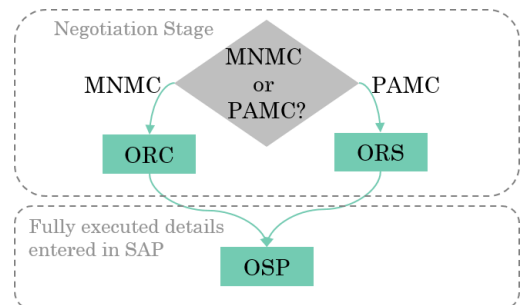 Negotiation Stage
MNMC
or
PAMC?
MNMC
PAMC
ORC
ORS
Fully executed details
entered in SAP
OSP